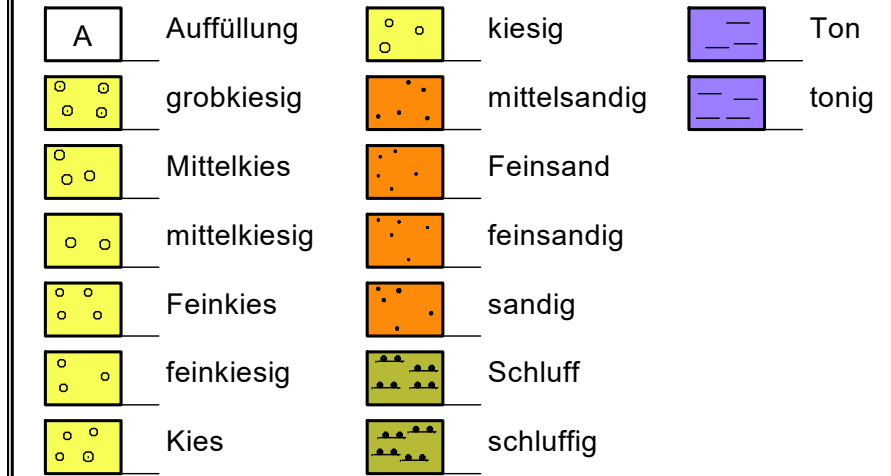 A Auffüllung
grobkiesig
Mittelkies
mittelkiesig
Feinkies
feinkiesig
Kies
kiesig
mittelsandig
Feinsand
feinsandig
sandig
Schluff
schluffig
Ton
tonig